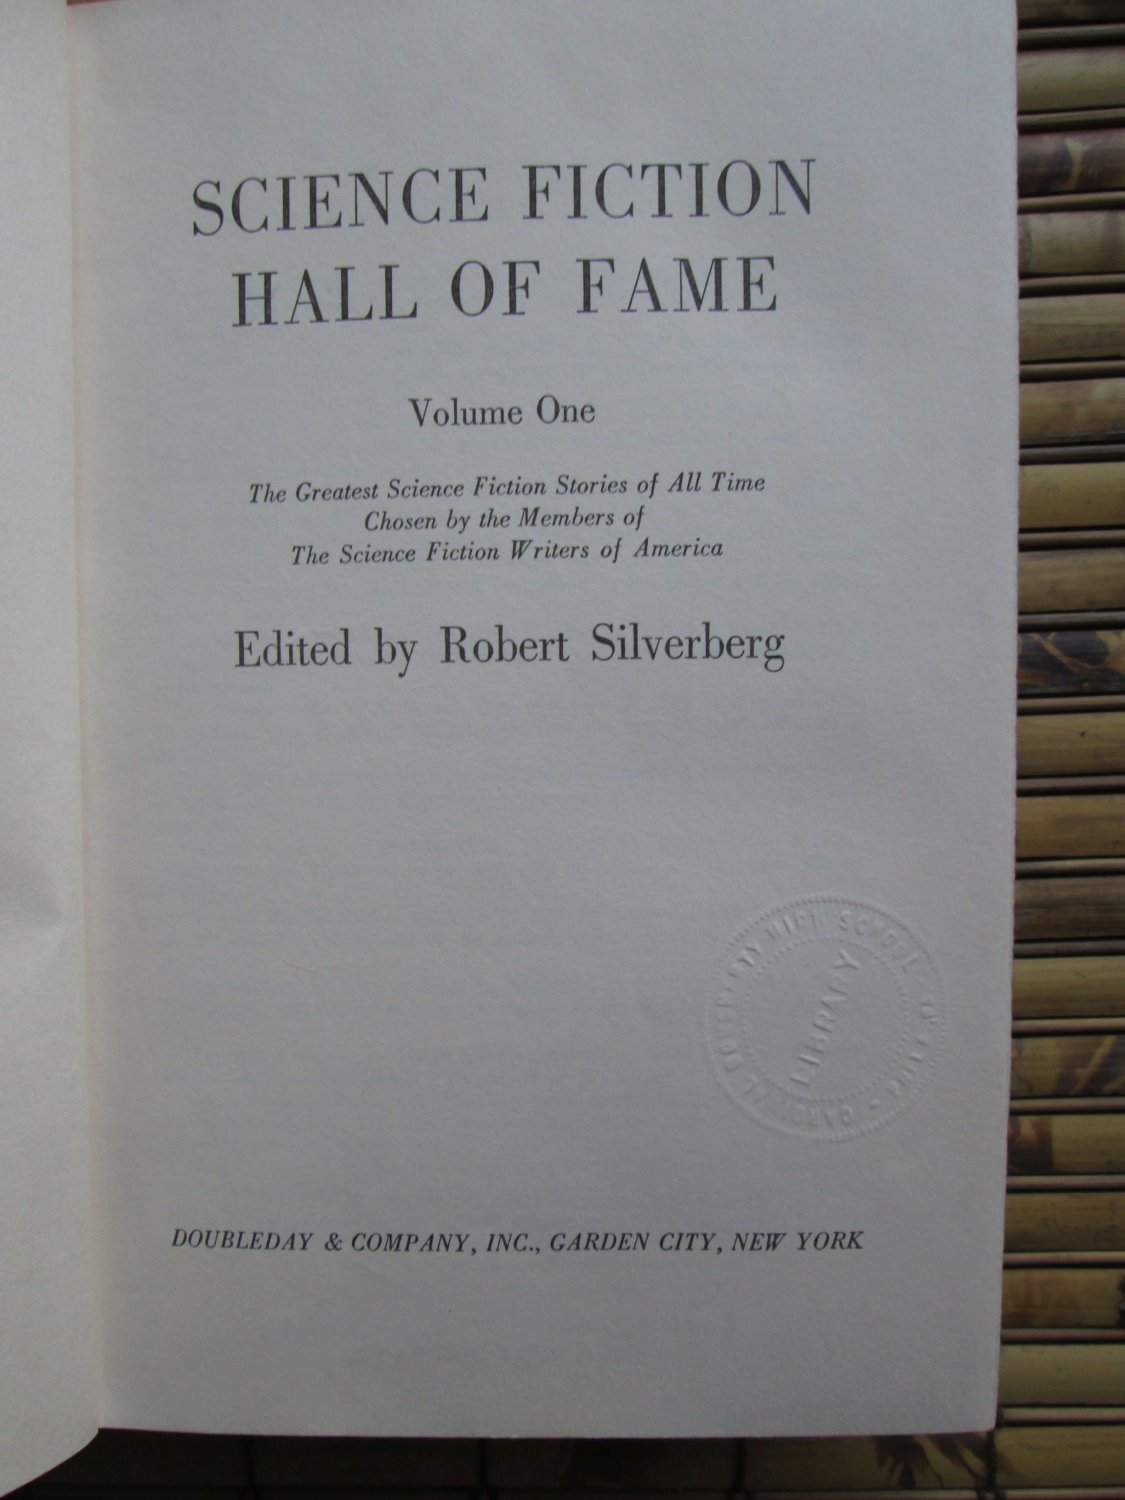 SCIENCE FICTION
HALL OF FAME
Volume One
The Greatest Science Fiction Stories of All Time
Chosen by the Members of
The Science Fiction Writers of America
Edited by Robert Silverberg
HIGH SCHOOL
LIBRARY
DOUBLEDAY & COMPANY, INC., GARDEN CITY, NEW YORK